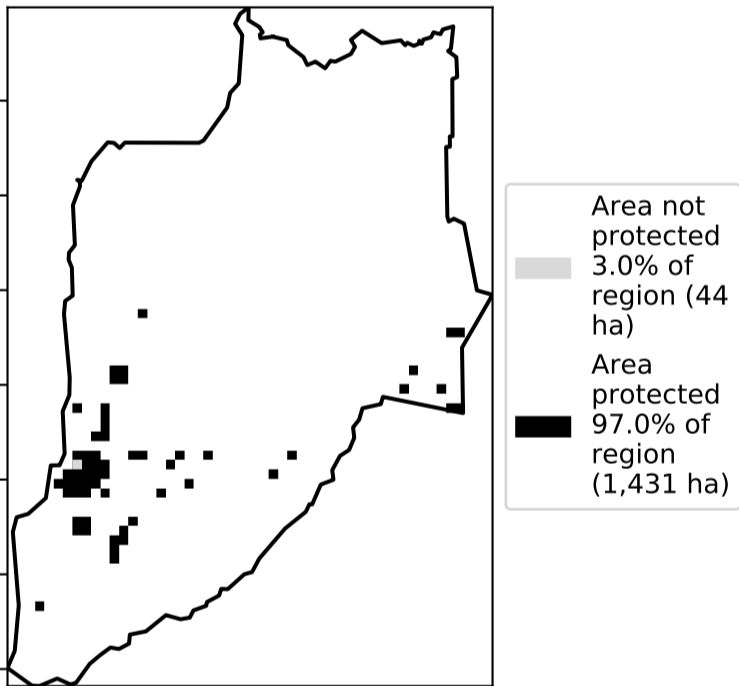 Area not
protected
3.0% of
region (44
ha)
Area
protected
97.0% of
region
(1,431 ha)